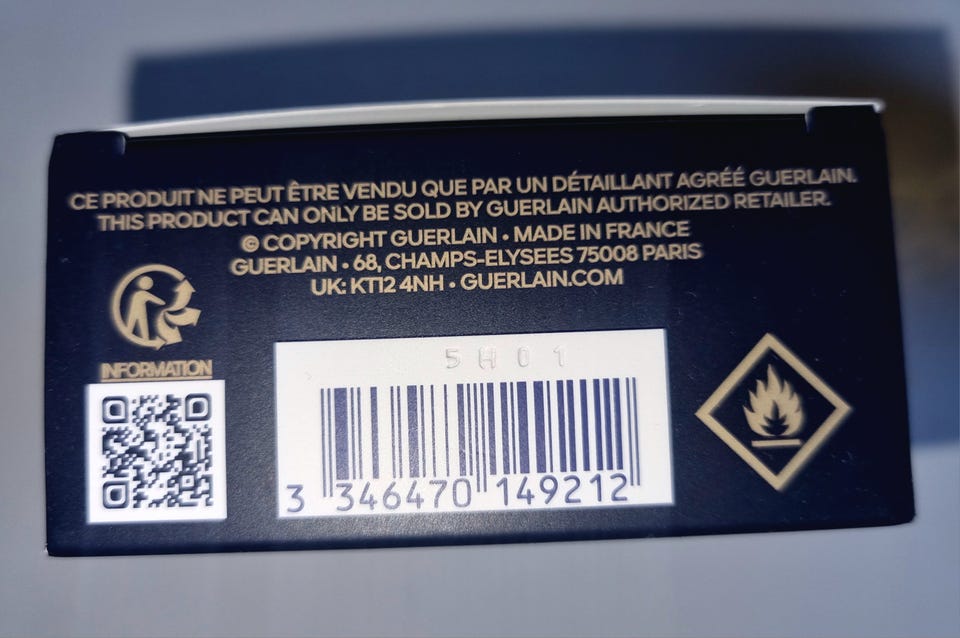 CE PRODUIT NE PEUT ÊTRE VENDU QUE PAR UN DÉTAILLANT AGRÉÉ GUERLAIN.
THIS PRODUCT CAN ONLY BE SOLD BY GUERLAIN AUTHORIZED RETAILER.
© COPYRIGHT GUERLAIN • MADE IN FRANCE
GUERLAIN • 68, CHAMPS-ELYSEES 75008 PARIS
UK: KT12 4NH • GUERLAIN.COM
INFORMATION
5H01
3 346470 149212